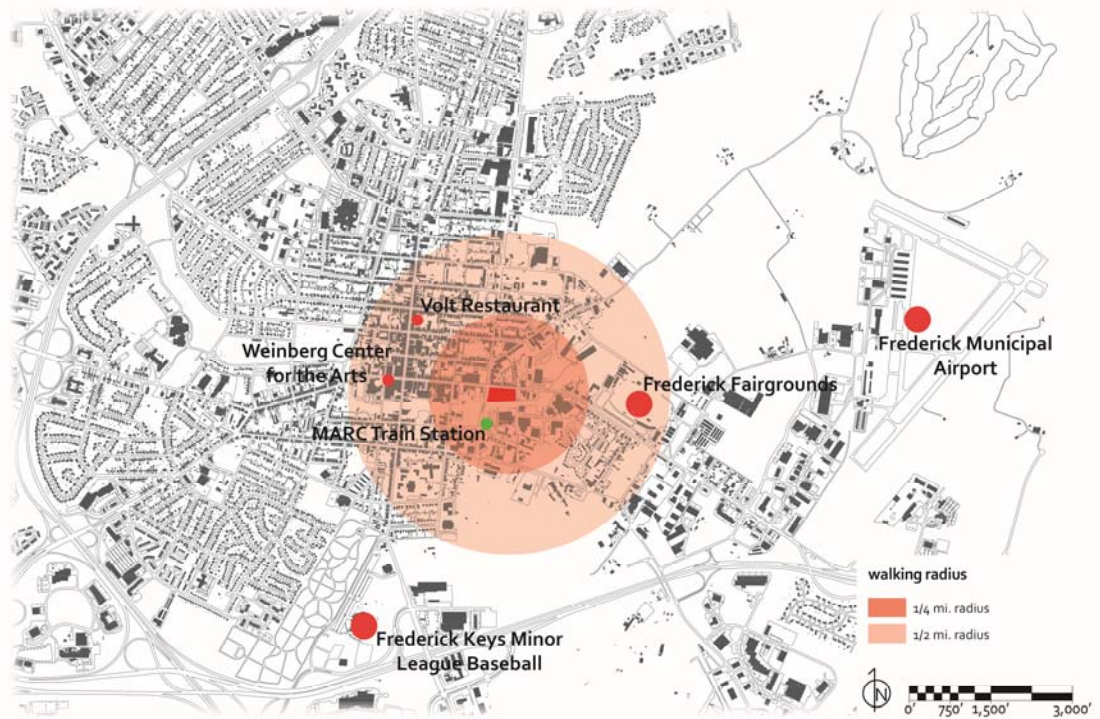 Volt Restaurant
Weinberg Center
for the Arts
MARC Train Station
Frederick Fairgrounds
Frederick Municipal
Airport
Frederick Keys Minor
League Baseball
walking radius
1/4 mi. radius
1/2 mi. radius
N
0' 750' 1,500' 3,000'